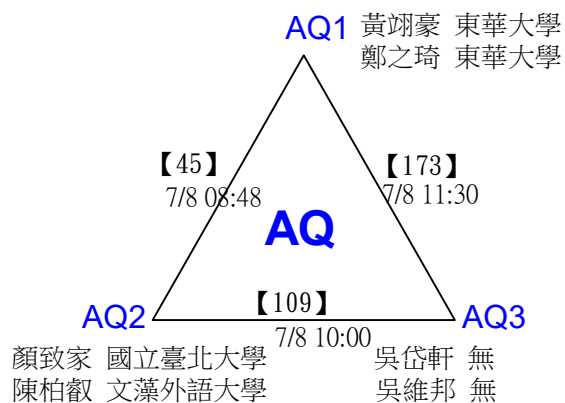 AQ1 黃翊豪 東華大學
鄭之琦 東華大學
【45】
7/8 08:48
【173】
7/8 11:30
AQ
【109】
7/8 10:00
AQ2
AQ3
顏致家 國立臺北大學
陳柏叡 文藻外語大學
吳岱軒 無
吳維邦 無